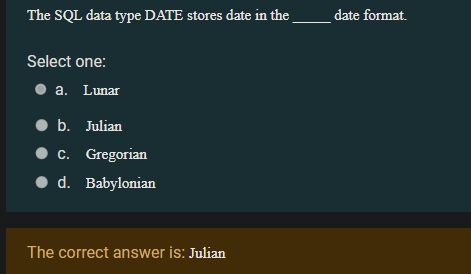 The SQL data type DATE stores date in the _____ date format.
Select one:
a. Lunar
b. Julian
c. Gregorian
d. Babylonian
The correct answer is: Julian